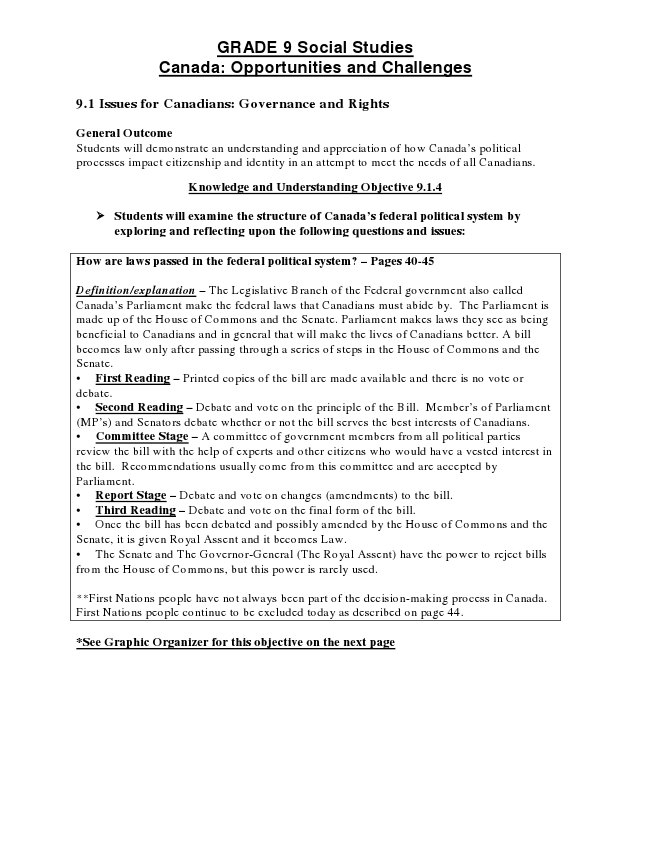 GRADE 9 Social Studies
Canada: Opportunities and Challenges
9.1 Issues for Canadians: Governance and Rights
General Outcome
Students will demonstrate an understanding and appreciation of how Canada's political
processes impact citizenship and identity in an attempt to meet the needs of all Canadians.
Knowledge and Understanding Objective 9.1.4
➢ Students will examine the structure of Canada's federal political system by
exploring and reflecting upon the following questions and issues:
How are laws passed in the federal political system? – Pages 40-45
Definition/explanation – The Legislative Branch of the Federal government also called
Canada's Parliament make the federal laws that Canadians must abide by. The Parliament is
made up of the House of Commons and the Senate. Parliament makes laws they see as being
beneficial to Canadians and in general that will make the lives of Canadians better. A bill
becomes law only after passing through a series of steps in the House of Commons and the
Senate.
• First Reading – Printed copies of the bill are made available and there is no vote or
debate.
• Second Reading – Debate and vote on the principle of the Bill. Member's of Parliament
(MP's) and Senators debate whether or not the bill serves the best interests of Canadians.
• Committee Stage – A committee of government members from all political parties
review the bill with the help of experts and other citizens who would have a vested interest in
the bill. Recommendations usually come from this committee and are accepted by
Parliament.
• Report Stage – Debate and vote on changes (amendments) to the bill.
• Third Reading – Debate and vote on the final form of the bill.
• Once the bill has been debated and possibly amended by the House of Commons and the
Senate, it is given Royal Assent and it becomes Law.
• The Senate and The Governor-General (The Royal Assent) have the power to reject bills
from the House of Commons, but this power is rarely used.
**First Nations people have not always been part of the decision-making process in Canada.
First Nations people continue to be excluded today as described on page 44.
*See Graphic Organizer for this objective on the next page